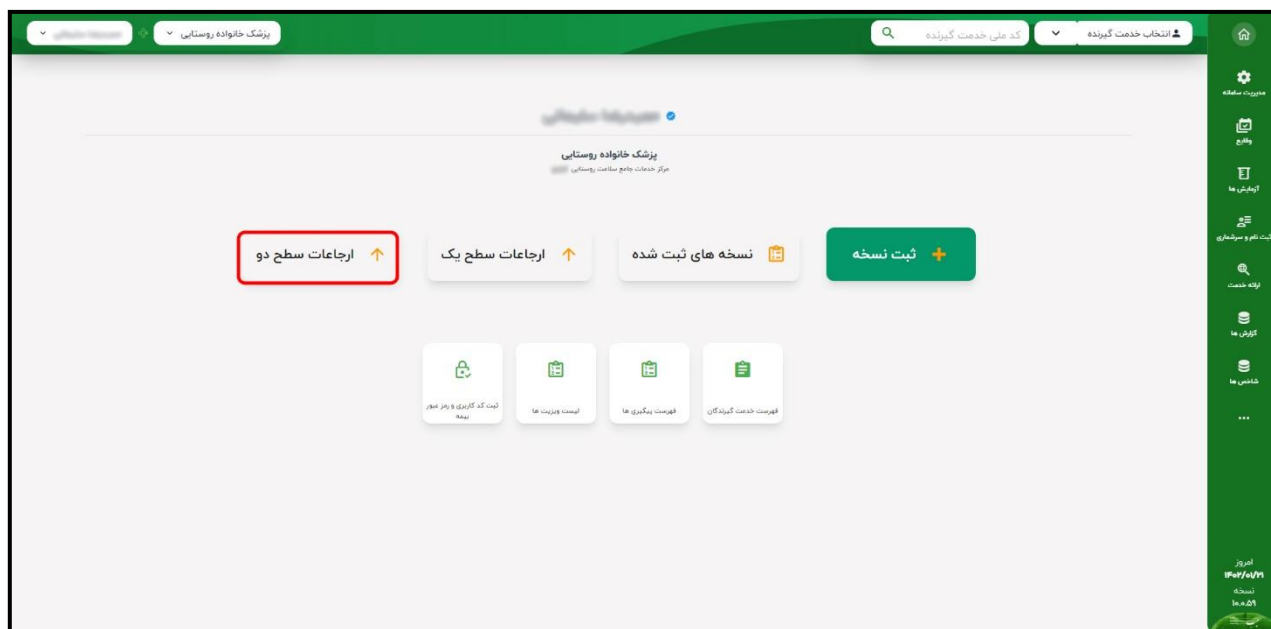 انتخاب خدمت گیرنده
کد ملی خدمت گیرنده
پزشک خانواده روستایی
پزشک خانواده روستایی
مرکز خدمات جامع سلامت روستایی
ثبت نسخه
نسخه های ثبت شده
ارجاعات سطح یک
ارجاعات سطح دو
فهرست خدمت گیرندگان
فهرست پیگیری ها
لیست ویزیت ها
ثبت کد کاربری و رمز عبور
بیمه
مدیریت سامانه
وقایع
آزمایش ها
ثبت نام و سرشماری
ارائه خدمت
گزارش ها
شاخص ها
امروز
۱۴۰۲/۰۱/۲۱
نسخه
۱۰.۰.۵۹